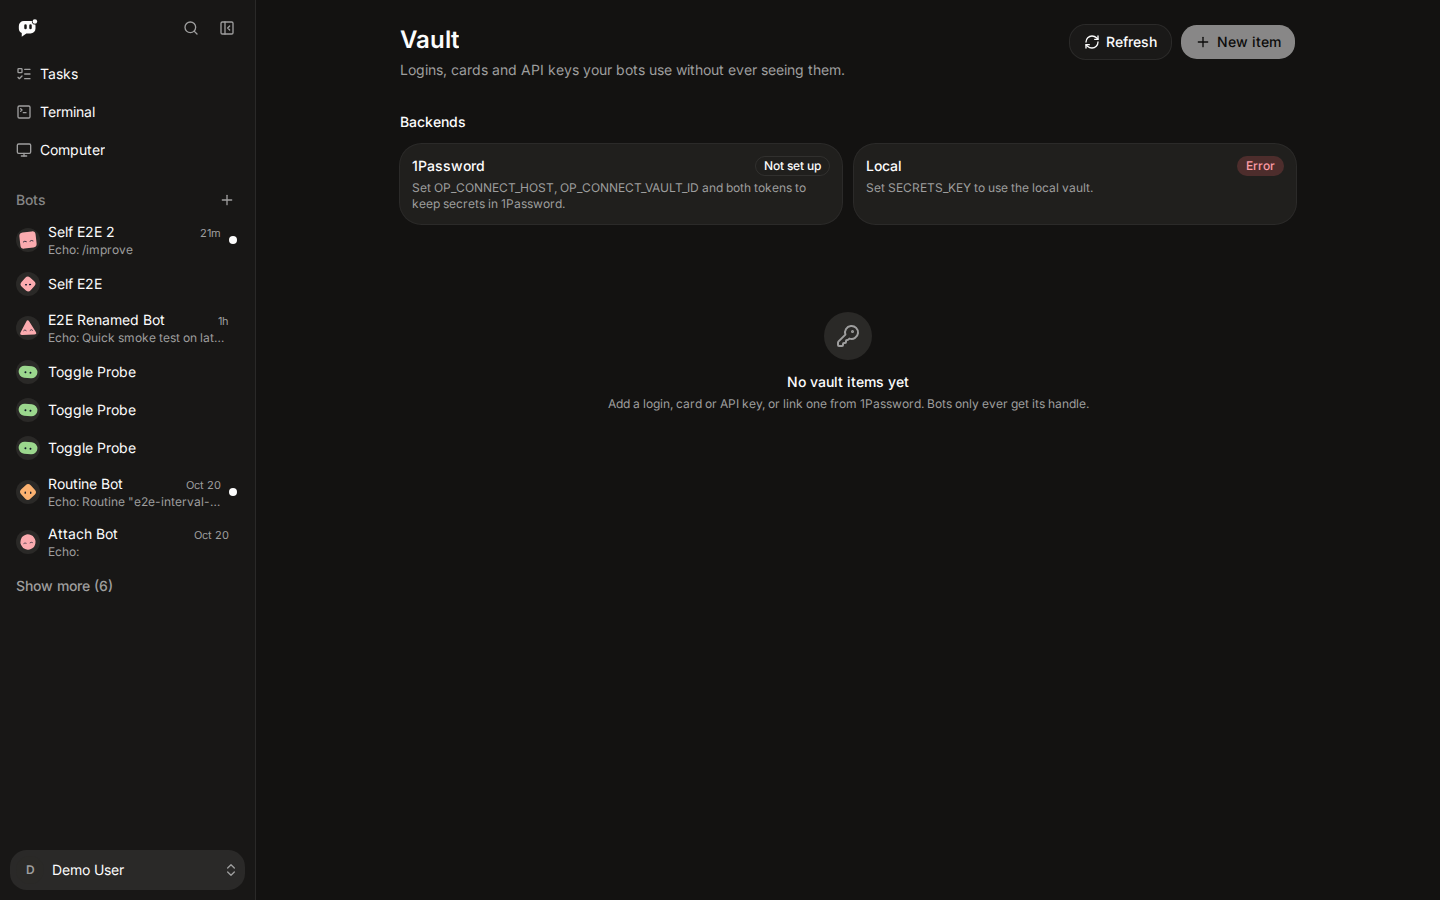 Tasks
Terminal
Computer
Bots
Self E2E 2
21m
Echo: /improve
Self E2E
E2E Renamed Bot
1h
Echo: Quick smoke test on lat...
Toggle Probe
Toggle Probe
Toggle Probe
Routine Bot
Oct 20
Echo: Routine "e2e-interval-...
Attach Bot
Oct 20
Echo:
Show more (6)
D
Demo User
Vault
Logins, cards and API keys your bots use without ever seeing them.
Refresh
New item
Backends
1Password
Not set up
Set OP_CONNECT_HOST, OP_CONNECT_VAULT_ID and both tokens to
keep secrets in 1Password.
Local
Error
Set SECRETS_KEY to use the local vault.
No vault items yet
Add a login, card or API key, or link one from 1Password. Bots only ever get its handle.